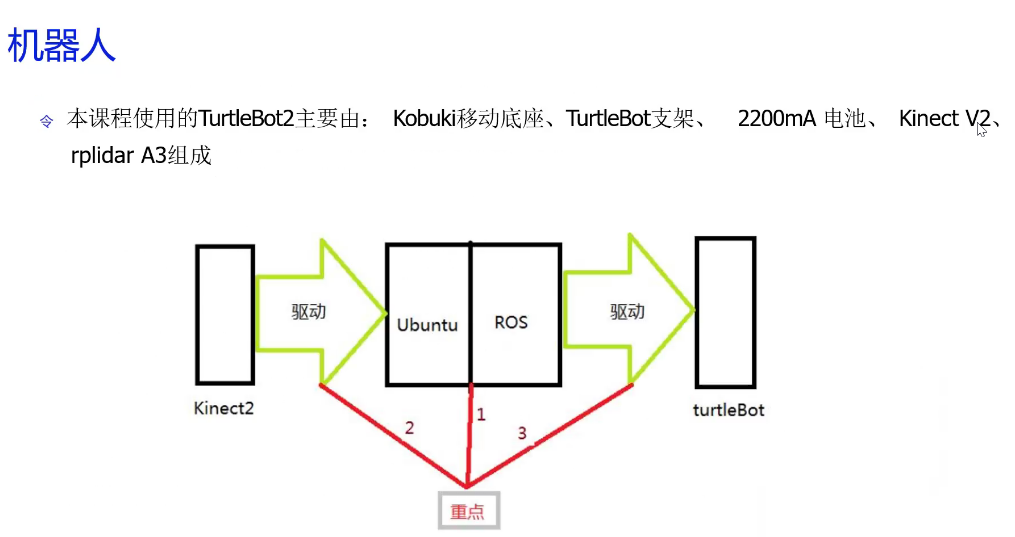 机器人
本课程使用的TurtleBot2主要由： Kobuki移动底座、TurtleBot支架、 2200mA 电池、 Kinect V2、
rplidar A3组成
驱动
Ubuntu
ROS
驱动
Kinect2
turtleBot
2
1
3
重点